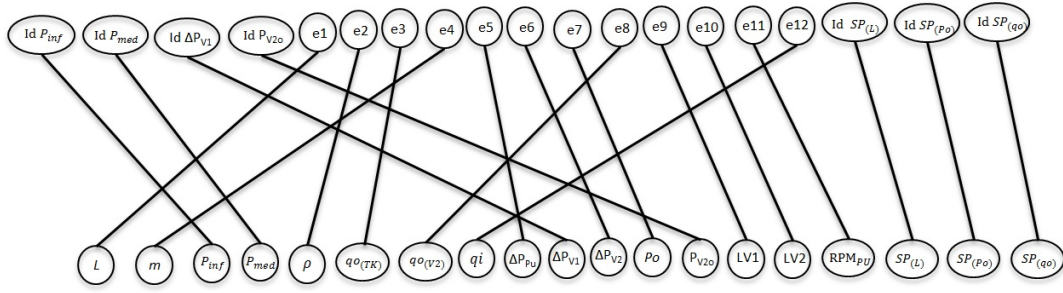 Id P_inf Id P_med Id ΔP_V1 Id P_V2o e1 e2 e3 e4 e5 e6 e7 e8 e9 e10 e11 e12 Id SP_(L) Id SP_(Po) Id SP_(qo)
L m P_inf P_med ρ qo_(TK) qo_(V2) qi ΔP_Pu ΔP_V1 ΔP_V2 Po P_V2o LV1 LV2 RPM_PU SP_(L) SP_(Po) SP_(qo)